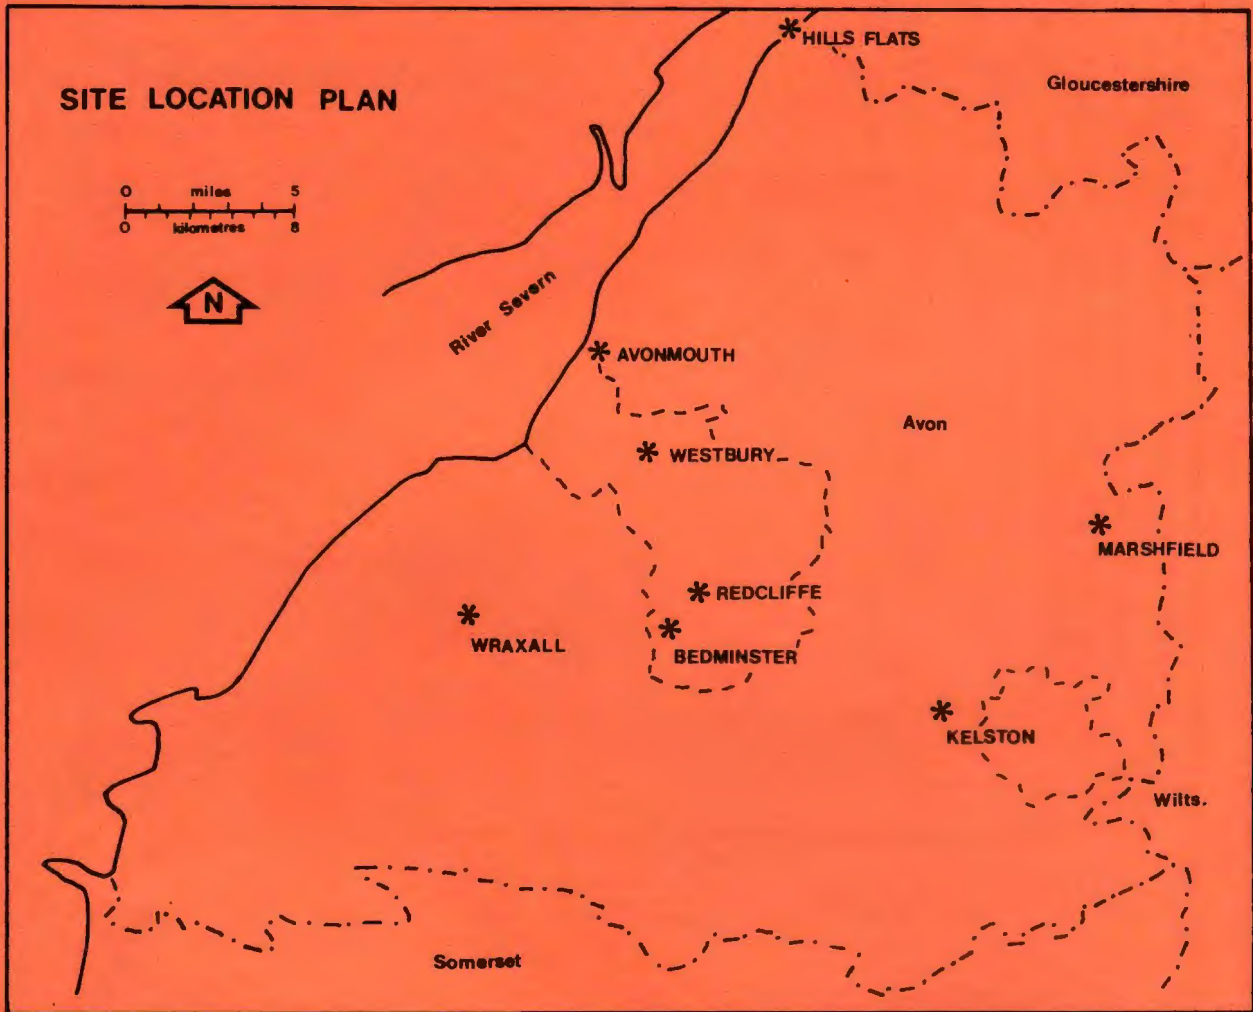 HILLS FLATS
SITE LOCATION PLAN
Gloucestershire
0 miles 5
0 kilometres 8
N
River Severn
AVONMOUTH
Avon
WESTBURY
MARSHFIELD
REDCLIFFE
WRAXALL
BEDMINSTER
KELSTON
Wilts.
Somerset